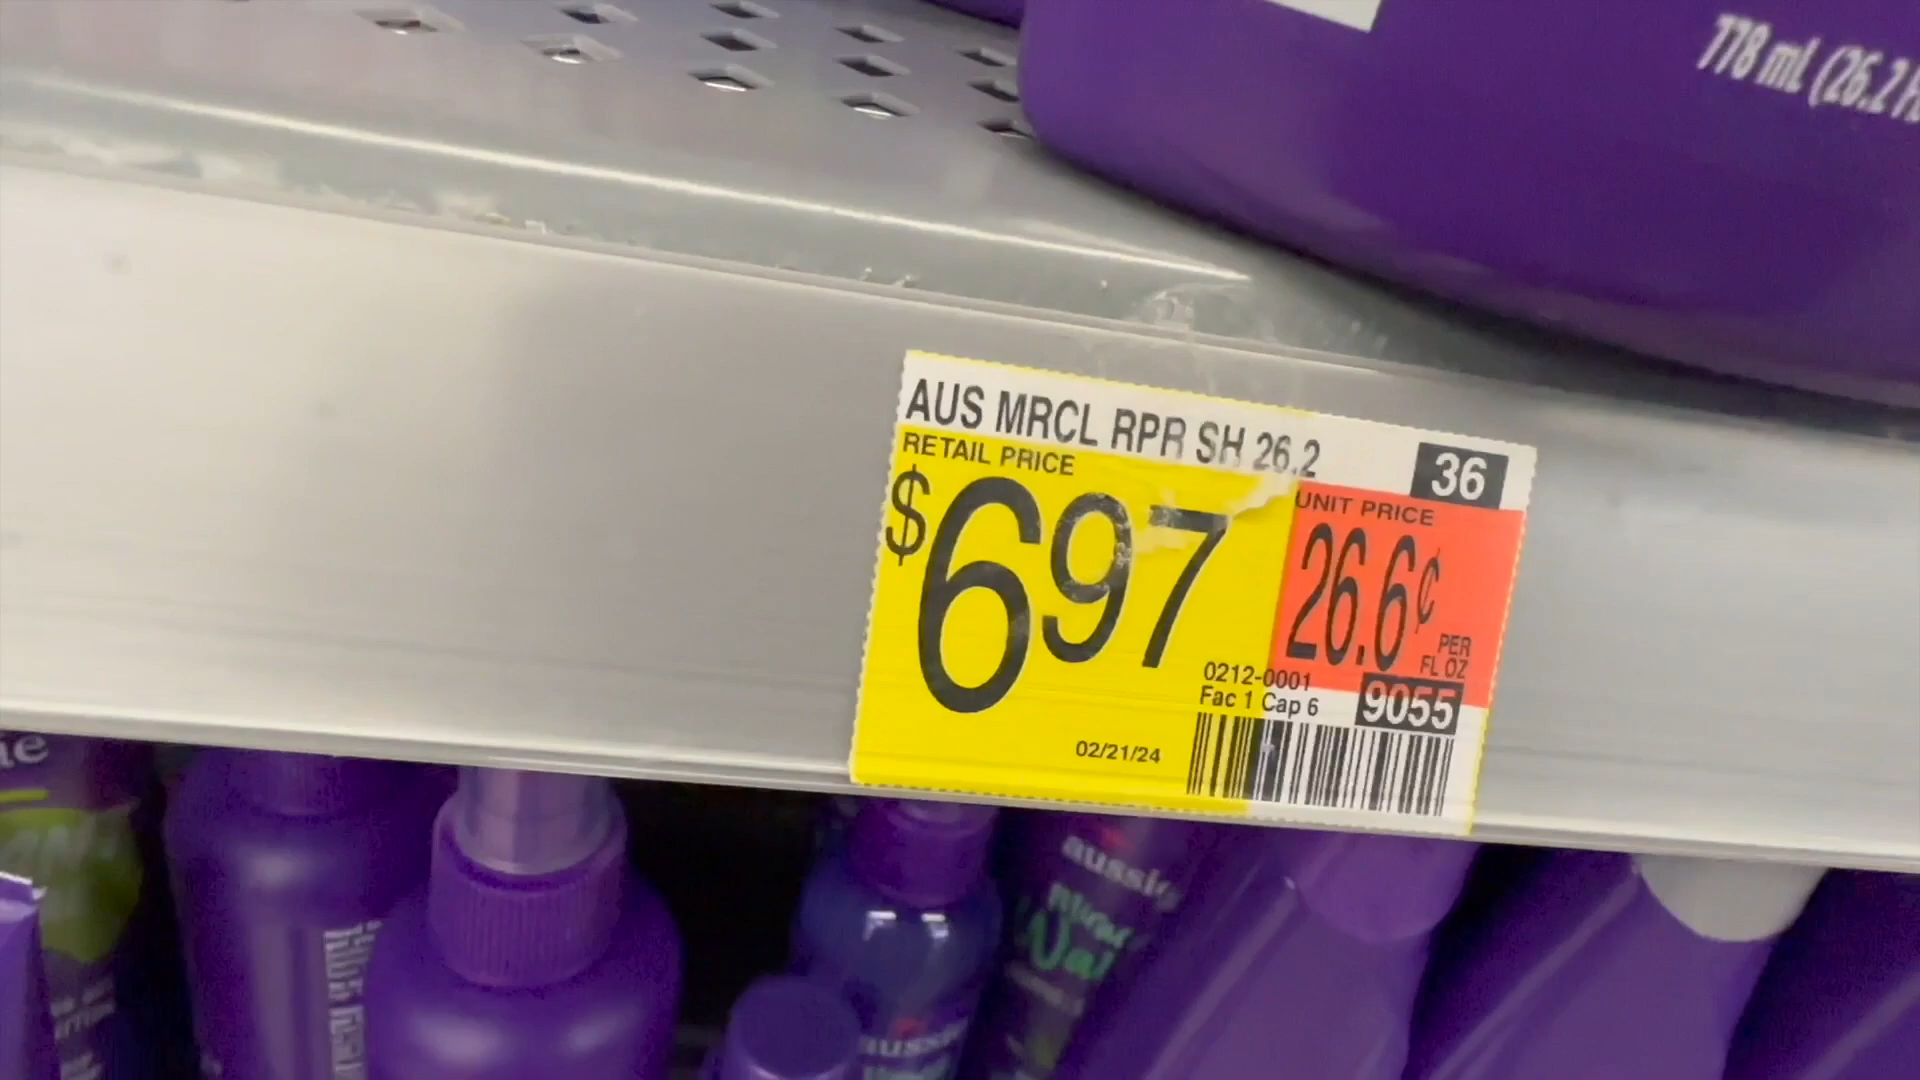 778 mL (26.2
AUS MRCL RPR SH 26.2
36
RETAIL PRICE
$697
UNIT PRICE
26.6¢
PER
FL OZ
0212-0001
Fac 1 Cap 6
9055
02/21/24
aussie